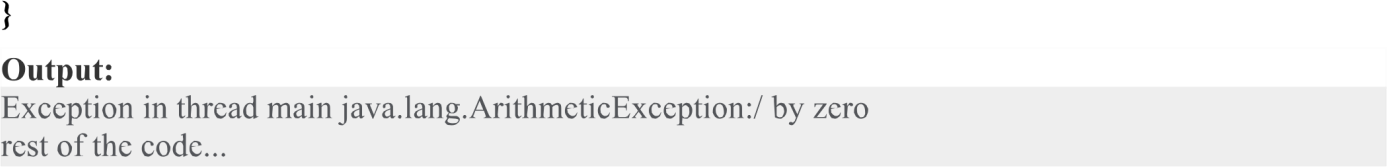 }
Output:
Exception in thread main java.lang.ArithmeticException:/ by zero
rest of the code...